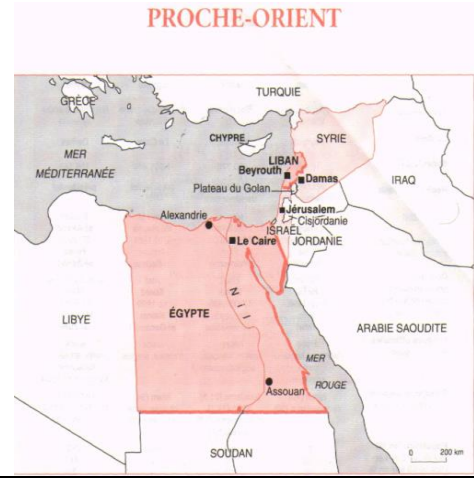 PROCHE-ORIENT
TURQUIE
GRÈCE
CHYPRE
SYRIE
MER
MÉDITERRANÉE
LIBAN
Beyrouth
Damas
IRAQ
Plateau du Golan
Jérusalem
Cisjordanie
Alexandrie
ISRAËL
JORDANIE
Le Caire
NIL
ÉGYPTE
LIBYE
ARABIE SAOUDITE
MER
ROUGE
Assouan
SOUDAN
0 200 km